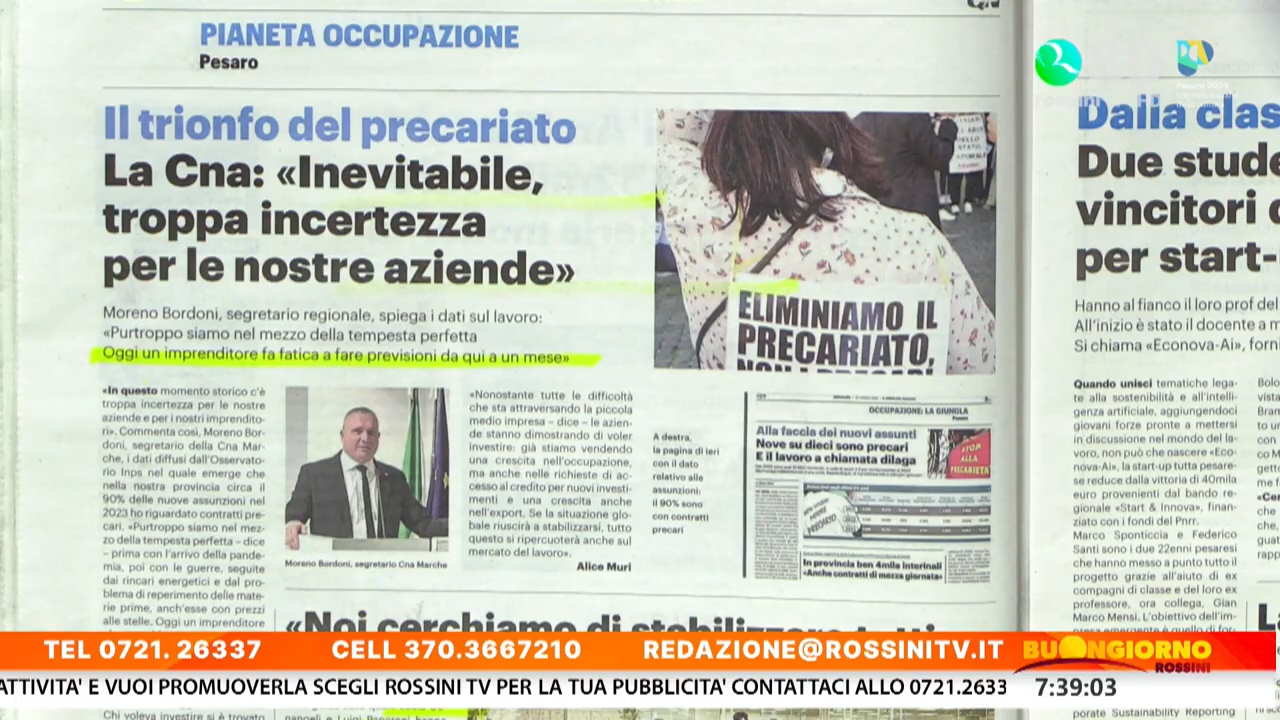 PIANETA OCCUPAZIONE
Pesaro
Il trionfo del precariato
La Cna: «Inevitabile,
troppa incertezza
per le nostre aziende»
Moreno Bordoni, segretario regionale, spiega i dati sul lavoro:
«Purtroppo siamo nel mezzo della tempesta perfetta
Oggi un imprenditore fa fatica a fare previsioni da qui a un mese»
«In questo momento storico c'è
troppa incertezza per le nostre
aziende e per i nostri imprendito-
ri». Commenta così, Moreno Bor-
doni, segretario della Cna Mar-
che, i dati diffusi dall'Osservato-
rio Inps nel quale emerge che
nella nostra provincia circa il
90% delle nuove assunzioni nel
2023 ho riguardato contratti pre-
cari. «Purtroppo siamo nel mez-
zo della tempesta perfetta – dice
– prima con l'arrivo della pande-
mia, poi con le guerre, seguite
dai rincari energetici e dal pro-
blema di reperimento delle mate-
rie prime, anch'esse con prezzi
alle stelle. Oggi un imprenditore
Moreno Bordoni, segretario Cna Marche
«Nonostante tutte le difficoltà
che sta attraversando la piccola
medio impresa – dice – le azien-
de stanno dimostrando di voler
investire: già stiamo vendendo
una crescita nell'occupazione,
ma anche nelle richieste di ac-
cesso al credito per nuovi investi-
menti e una crescita anche
nell'export. Se la situazione glo-
bale riuscirà a stabilizzarsi, tutto
questo si ripercuoterà anche sul
mercato del lavoro».
Alice Muri
ELIMINIAMO IL
PRECARIATO,
A destra,
la pagina di ieri
con il dato
relativo alle
assunzioni:
il 90% sono
con contratti
precari
OCCUPAZIONE: LA GIUNGLA
Pesaro
Alla faccia dei nuovi assunti
Nove su dieci sono precari
E il lavoro a chiamata dilaga
STOP
ALLA
PRECARIETÀ
In provincia ben 4mila interinali
«Anche contratti di mezza giornata»
«Noi cerchiamo di stabilizzare tutti
Dalla clas
Due stude
vincitori
per start-
Hanno al fianco il loro prof del
All'inizio è stato il docente a m
Si chiama «Econova-Ai», forni
Quando unisci tematiche lega-
te alla sostenibilità e all'intelli-
genza artificiale, aggiungendoci
giovani forze pronte a mettersi
in discussione nel mondo del la-
voro, non può che nascere «Eco-
nova-Ai», la start-up tutta pesare-
se reduce dalla vittoria di 40mila
euro provenienti dal bando re-
gionale «Start & Innova», finan-
ziato con i fondi del Pnrr.
Marco Sponticcia e Federico
Santi sono i due 22enni pesaresi
che hanno messo a punto tutto il
progetto grazie all'aiuto di ex
compagni di classe e del loro ex
professore, ora collega, Gian
Marco Mensi. L'obiettivo dell'im-
TEL 0721. 26337
CELL 370.3667210
REDAZIONE@ROSSINITV.IT
BUONGIORNO
ROSSINI
ATTIVITA' E VUOI PROMUOVERLA SCEGLI ROSSINI TV PER LA TUA PUBBLICITA' CONTATTACI ALLO 0721.2633
7:39:03
Chi voleva investire si è trovato
porate Sustainability Reporting